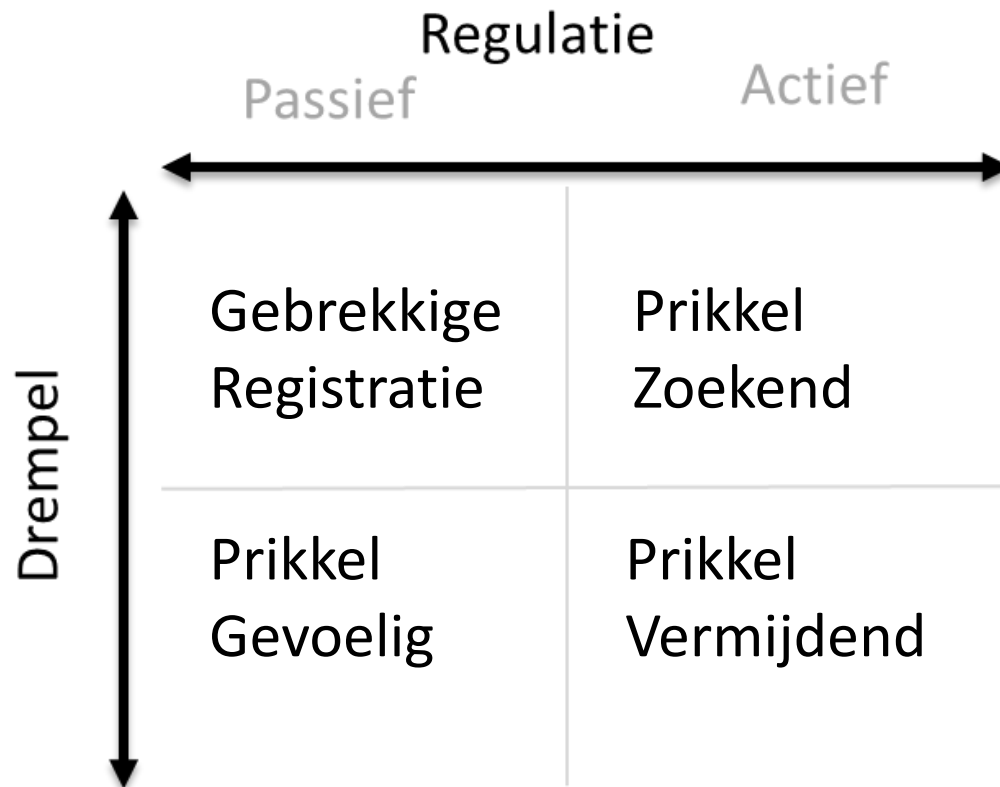 Regulatie
Passief
Actief
Drempel
Gebrekkige
Registratie
Prikkel
Zoekend
Prikkel
Gevoelig
Prikkel
Vermijdend